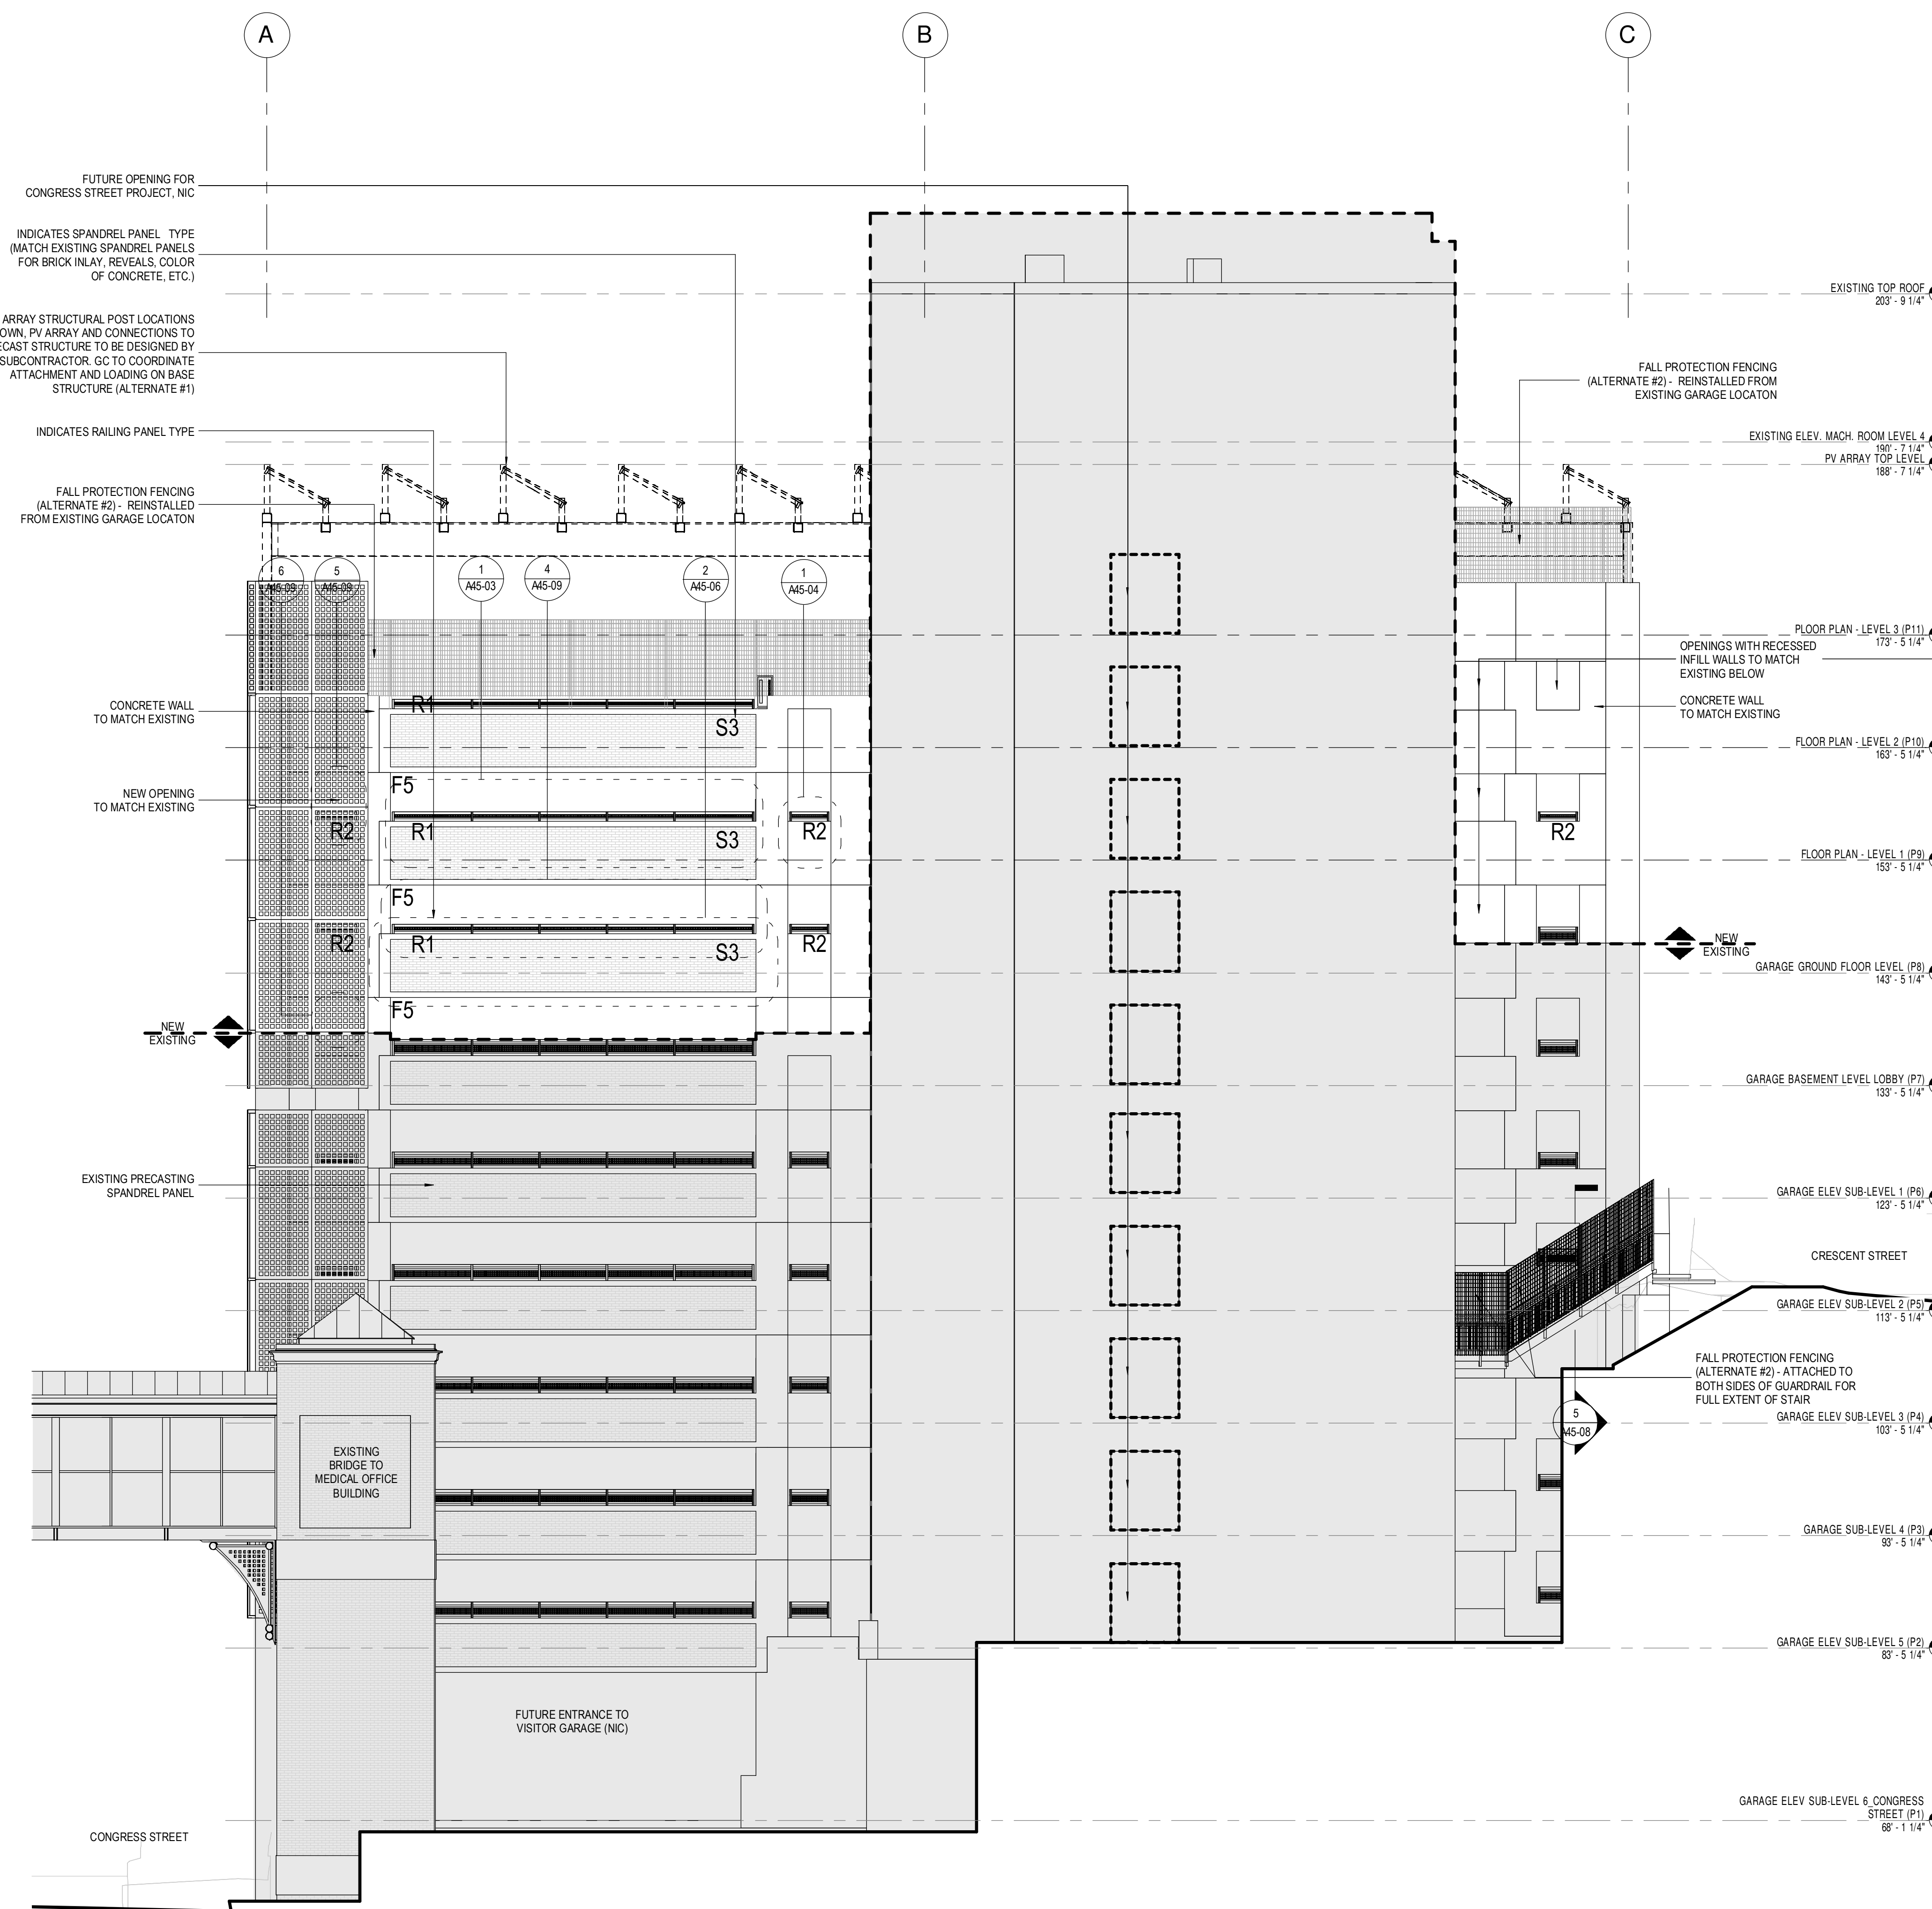 A
B
C
FUTURE OPENING FOR
CONGRESS STREET PROJECT, NIC
INDICATES SPANDREL PANEL TYPE
(MATCH EXISTING SPANDREL PANELS
FOR BRICK INLAY, REVEALS, COLOR
OF CONCRETE, ETC.)
ARRAY STRUCTURAL POST LOCATIONS
OWN, PV ARRAY AND CONNECTIONS TO
ECAST STRUCTURE TO BE DESIGNED BY
SUBCONTRACTOR. GC TO COORDINATE
ATTACHMENT AND LOADING ON BASE
STRUCTURE (ALTERNATE #1)
INDICATES RAILING PANEL TYPE
FALL PROTECTION FENCING
(ALTERNATE #2) - REINSTALLED
FROM EXISTING GARAGE LOCATON
CONCRETE WALL
TO MATCH EXISTING
NEW OPENING
TO MATCH EXISTING
NEW
EXISTING
EXISTING PRECASTING
SPANDREL PANEL
6
A45-09
5
A45-09
1
A45-03
4
A45-09
2
A45-06
1
A45-04
R1
S3
F5
R2
R1
S3
R2
F5
R2
R1
S3
R2
F5
R2
EXISTING
BRIDGE TO
MEDICAL OFFICE
BUILDING
FUTURE ENTRANCE TO
VISITOR GARAGE (NIC)
CONGRESS STREET
EXISTING TOP ROOF
203' - 9 1/4"
FALL PROTECTION FENCING
(ALTERNATE #2) - REINSTALLED FROM
EXISTING GARAGE LOCATON
EXISTING ELEV. MACH. ROOM LEVEL 4
190' - 7 1/4"
PV ARRAY TOP LEVEL
188' - 7 1/4"
PLOOR PLAN - LEVEL 3 (P11)
173' - 5 1/4"
OPENINGS WITH RECESSED
INFILL WALLS TO MATCH
EXISTING BELOW
CONCRETE WALL
TO MATCH EXISTING
FLOOR PLAN - LEVEL 2 (P10)
163' - 5 1/4"
FLOOR PLAN - LEVEL 1 (P9)
153' - 5 1/4"
NEW
EXISTING
GARAGE GROUND FLOOR LEVEL (P8)
143' - 5 1/4"
GARAGE BASEMENT LEVEL LOBBY (P7)
133' - 5 1/4"
GARAGE ELEV SUB-LEVEL 1 (P6)
123' - 5 1/4"
CRESCENT STREET
GARAGE ELEV SUB-LEVEL 2 (P5)
113' - 5 1/4"
FALL PROTECTION FENCING
(ALTERNATE #2) - ATTACHED TO
BOTH SIDES OF GUARDRAIL FOR
FULL EXTENT OF STAIR
5
A45-08
GARAGE ELEV SUB-LEVEL 3 (P4)
103' - 5 1/4"
GARAGE SUB-LEVEL 4 (P3)
93' - 5 1/4"
GARAGE ELEV SUB-LEVEL 5 (P2)
83' - 5 1/4"
GARAGE ELEV SUB-LEVEL 6_CONGRESS
STREET (P1)
68' - 1 1/4"